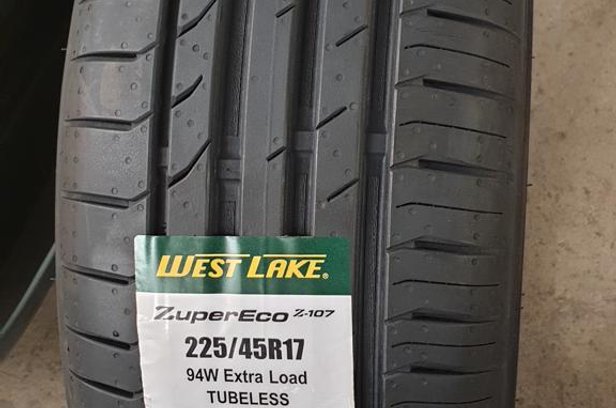 WEST LAKE®
ZuperEco Z-107
225/45R17
94W Extra Load
TUBELESS